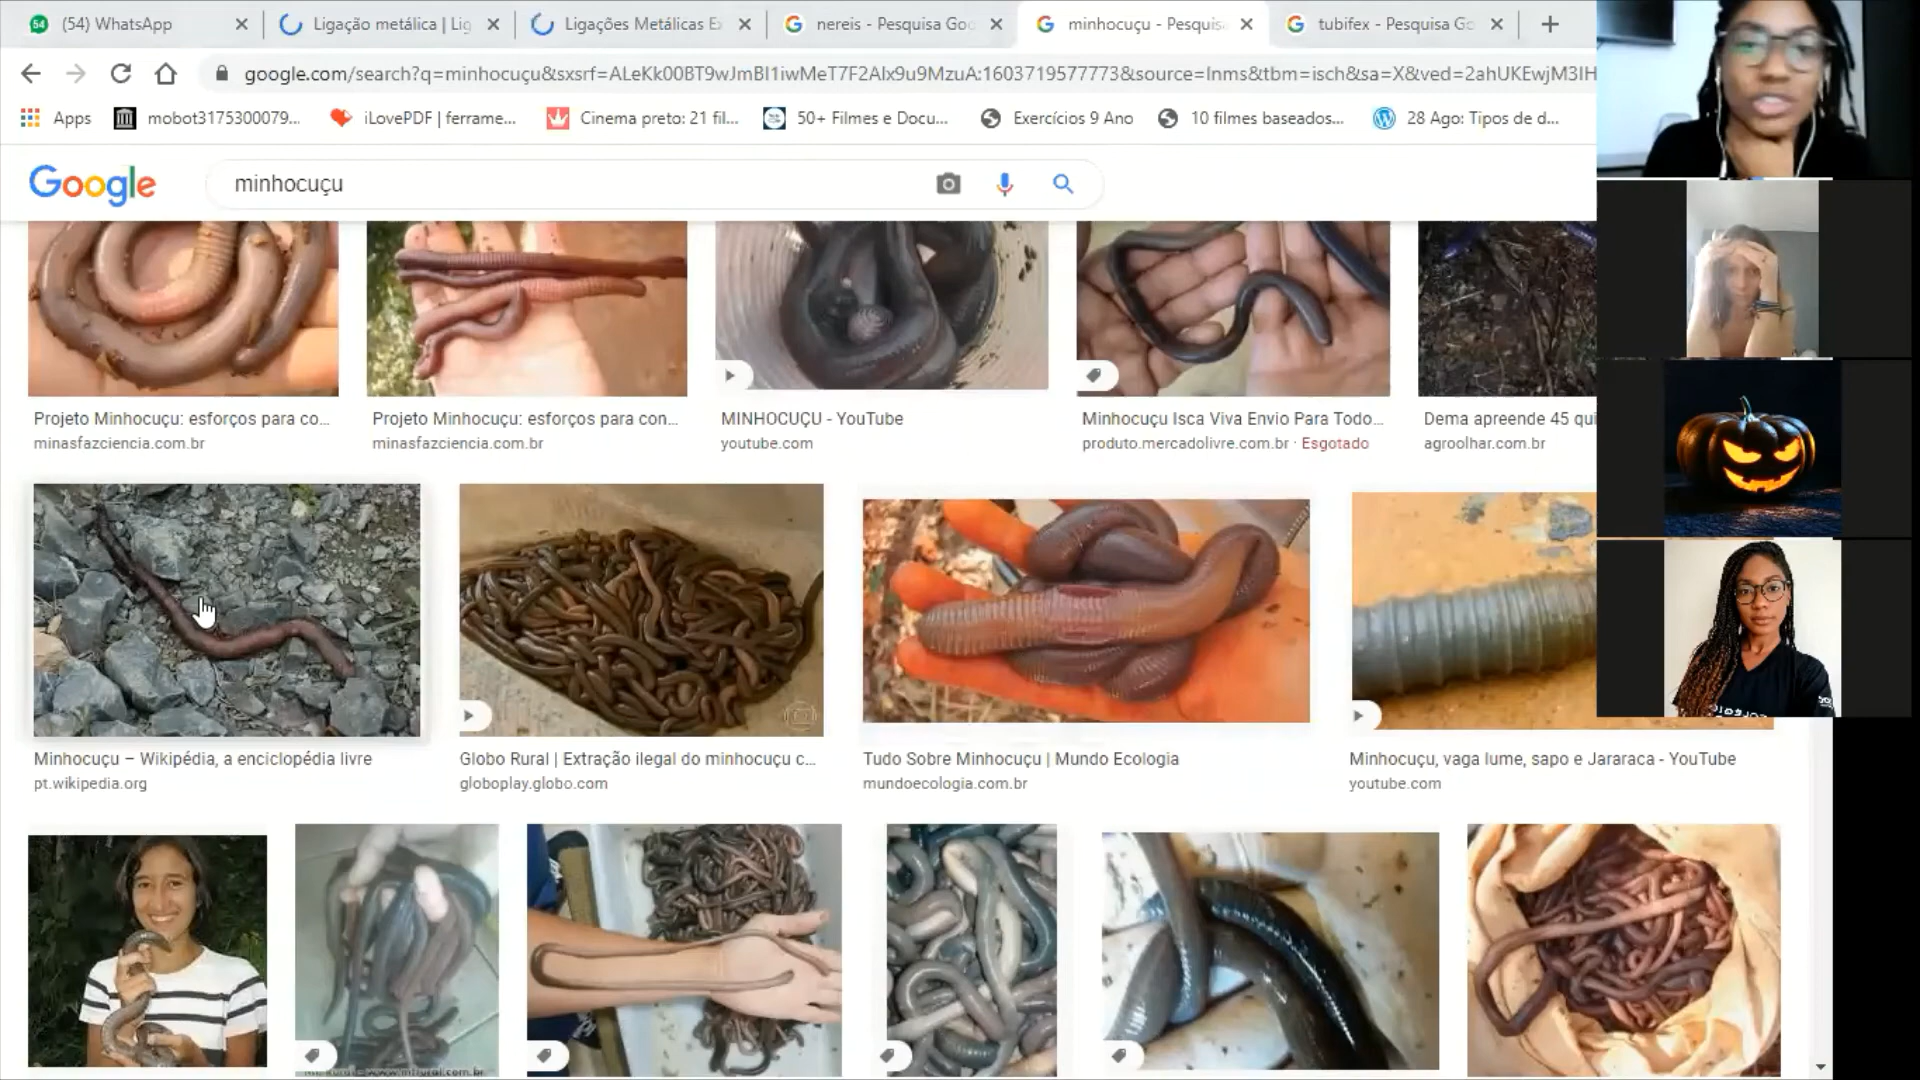 54 (54) WhatsApp
Ligação metálica | Lig
Ligações Metálicas Ex
nereis - Pesquisa Goo
minhocuçu - Pesquisa
tubifex - Pesquisa Go
google.com/search?q=minhocuçu&sxsrf=ALeKk00BT9wJmBI1iwMeT7F2AIx9u9MzuA:1603719577773&source=lnms&tbm=isch&sa=X&ved=2ahUKEwjM3IH
Apps
mobot3175300079...
iLovePDF | ferrame...
Cinema preto: 21 fil...
50+ Filmes e Docu...
Exercícios 9 Ano
10 filmes baseados...
28 Ago: Tipos de d...
Google
minhocuçu
Projeto Minhocuçu: esforços para co...
minasfazciencia.com.br
Projeto Minhocuçu: esforços para con...
minasfazciencia.com.br
MINHOCUÇU - YouTube
youtube.com
Minhocuçu Isca Viva Envio Para Todo...
produto.mercadolivre.com.br · Esgotado
Dema apreende 45 qui
agroolhar.com.br
Minhocuçu – Wikipédia, a enciclopédia livre
pt.wikipedia.org
Globo Rural | Extração ilegal do minhocuçu c...
globoplay.globo.com
Tudo Sobre Minhocuçu | Mundo Ecologia
mundoecologia.com.br
Minhocuçu, vaga lume, sapo e Jararaca - YouTube
youtube.com